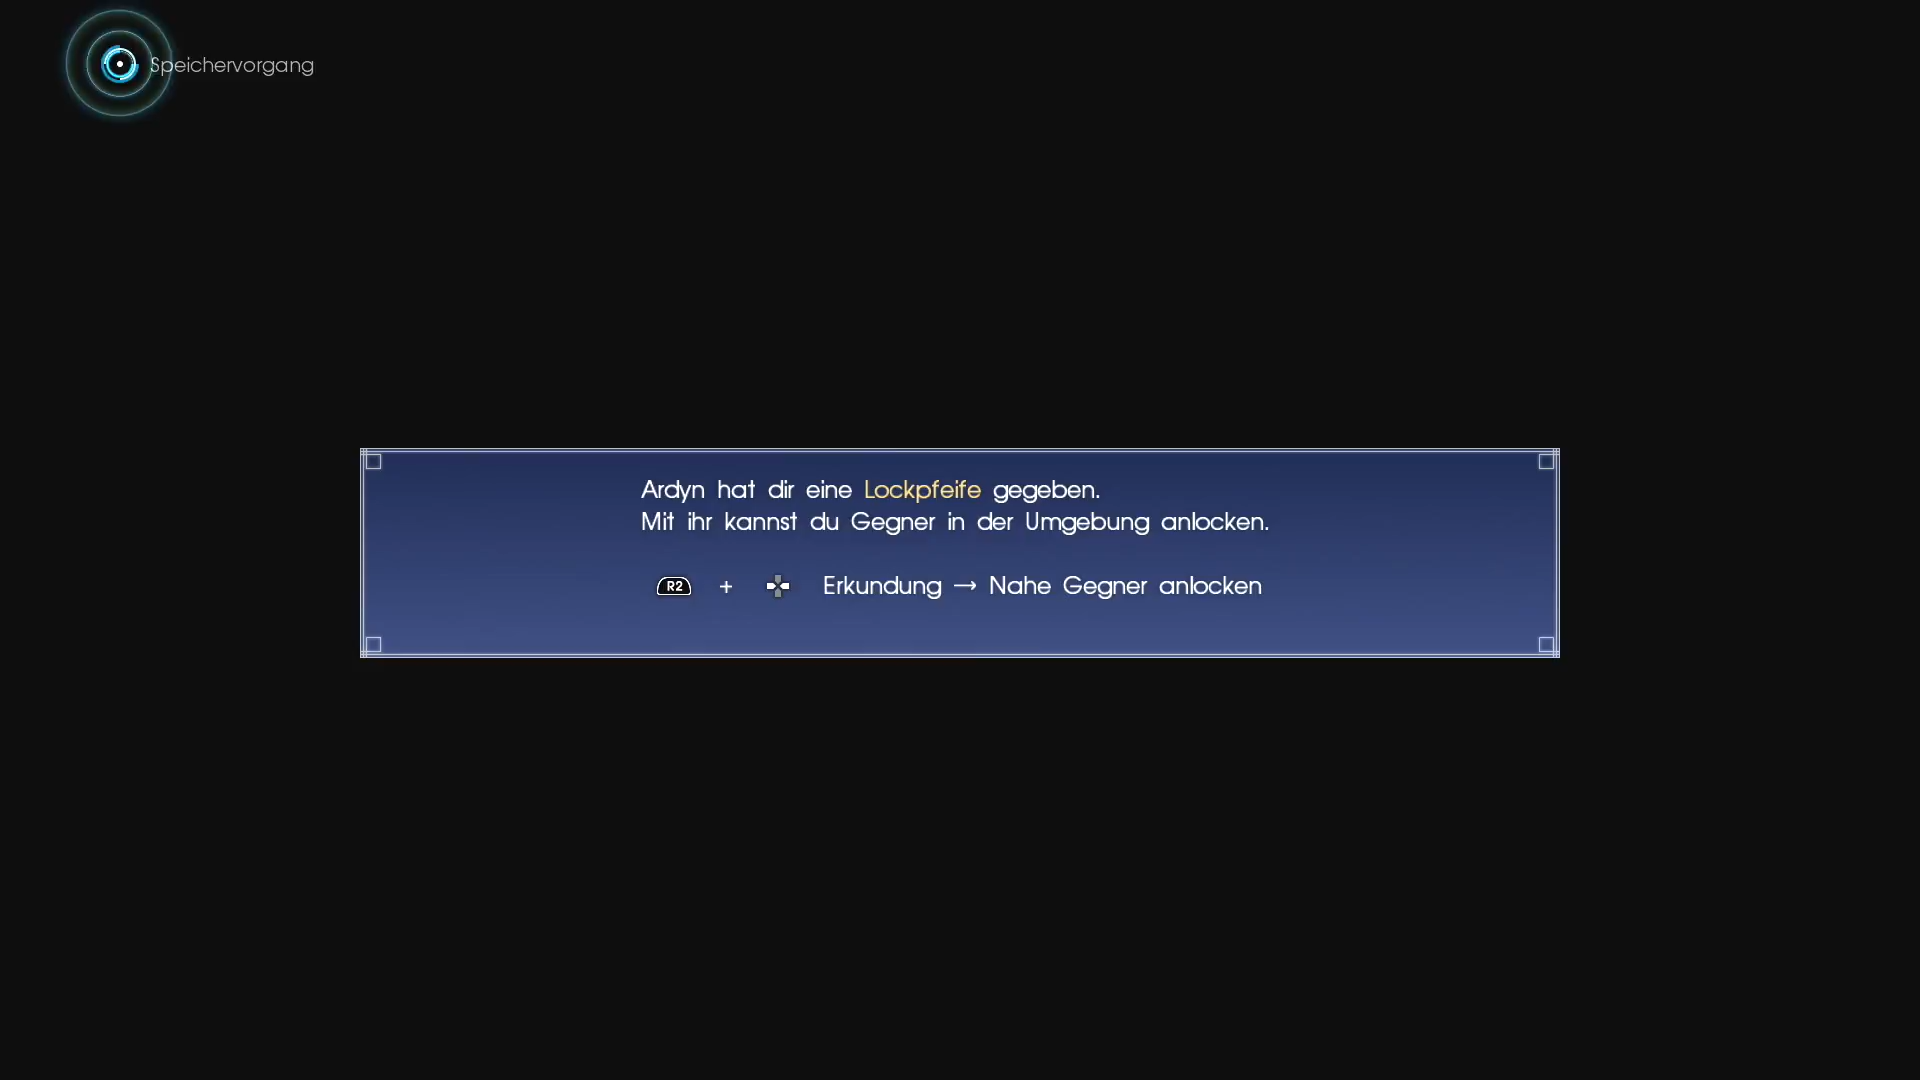 Speichervorgang
Ardyn hat dir eine Lockpfeife gegeben.
Mit ihr kannst du Gegner in der Umgebung anlocken.
R2 + Erkundung → Nahe Gegner anlocken